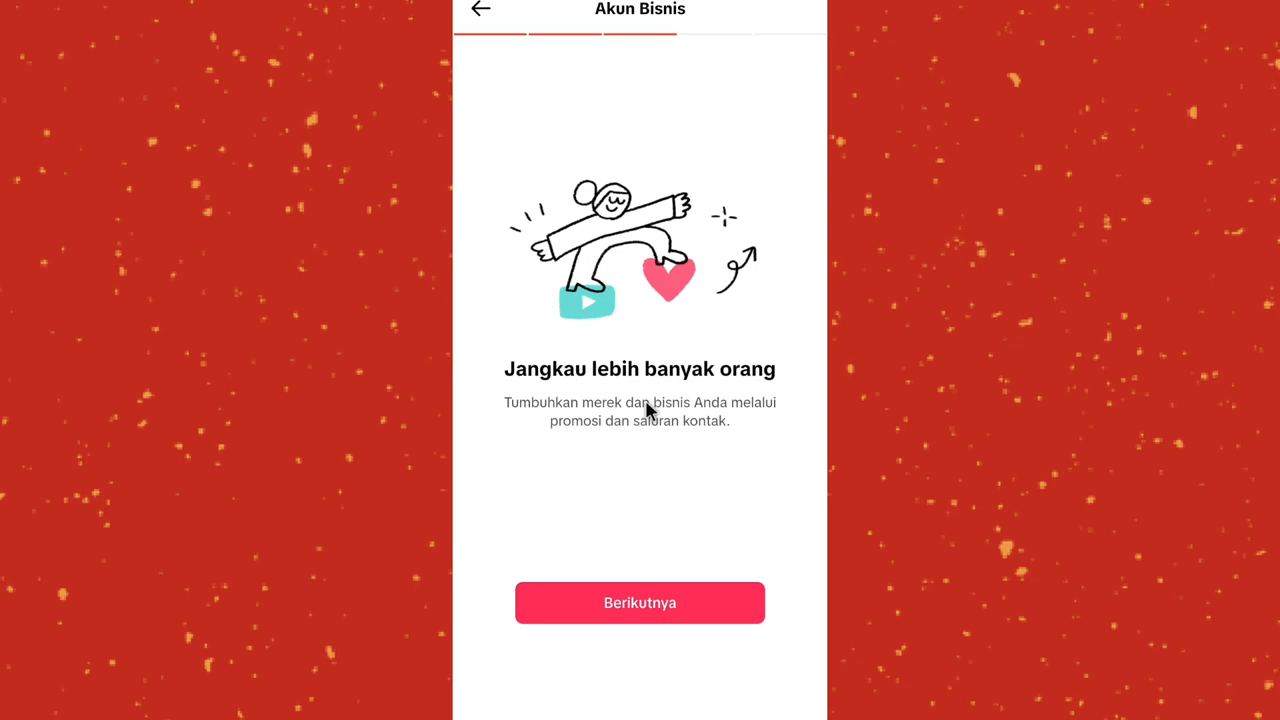 Akun Bisnis
Jangkau lebih banyak orang
Tumbuhkan merek dan bisnis Anda melalui
promosi dan saluran kontak.
Berikutnya